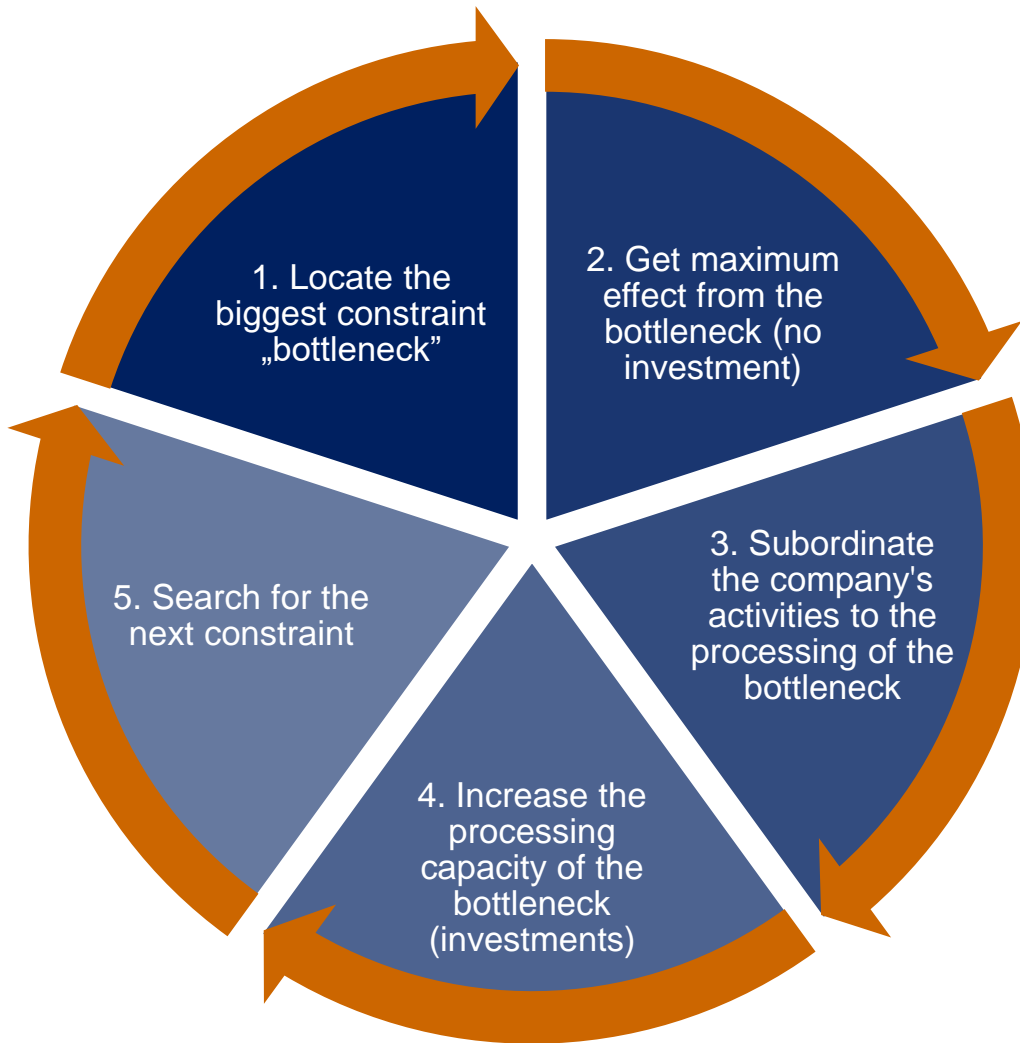 1. Locate the
biggest constraint
„bottleneck”
2. Get maximum
effect from the
bottleneck (no
investment)
3. Subordinate
the company's
activities to the
processing of the
bottleneck
4. Increase the
processing
capacity of the
bottleneck
(investments)
5. Search for the
next constraint